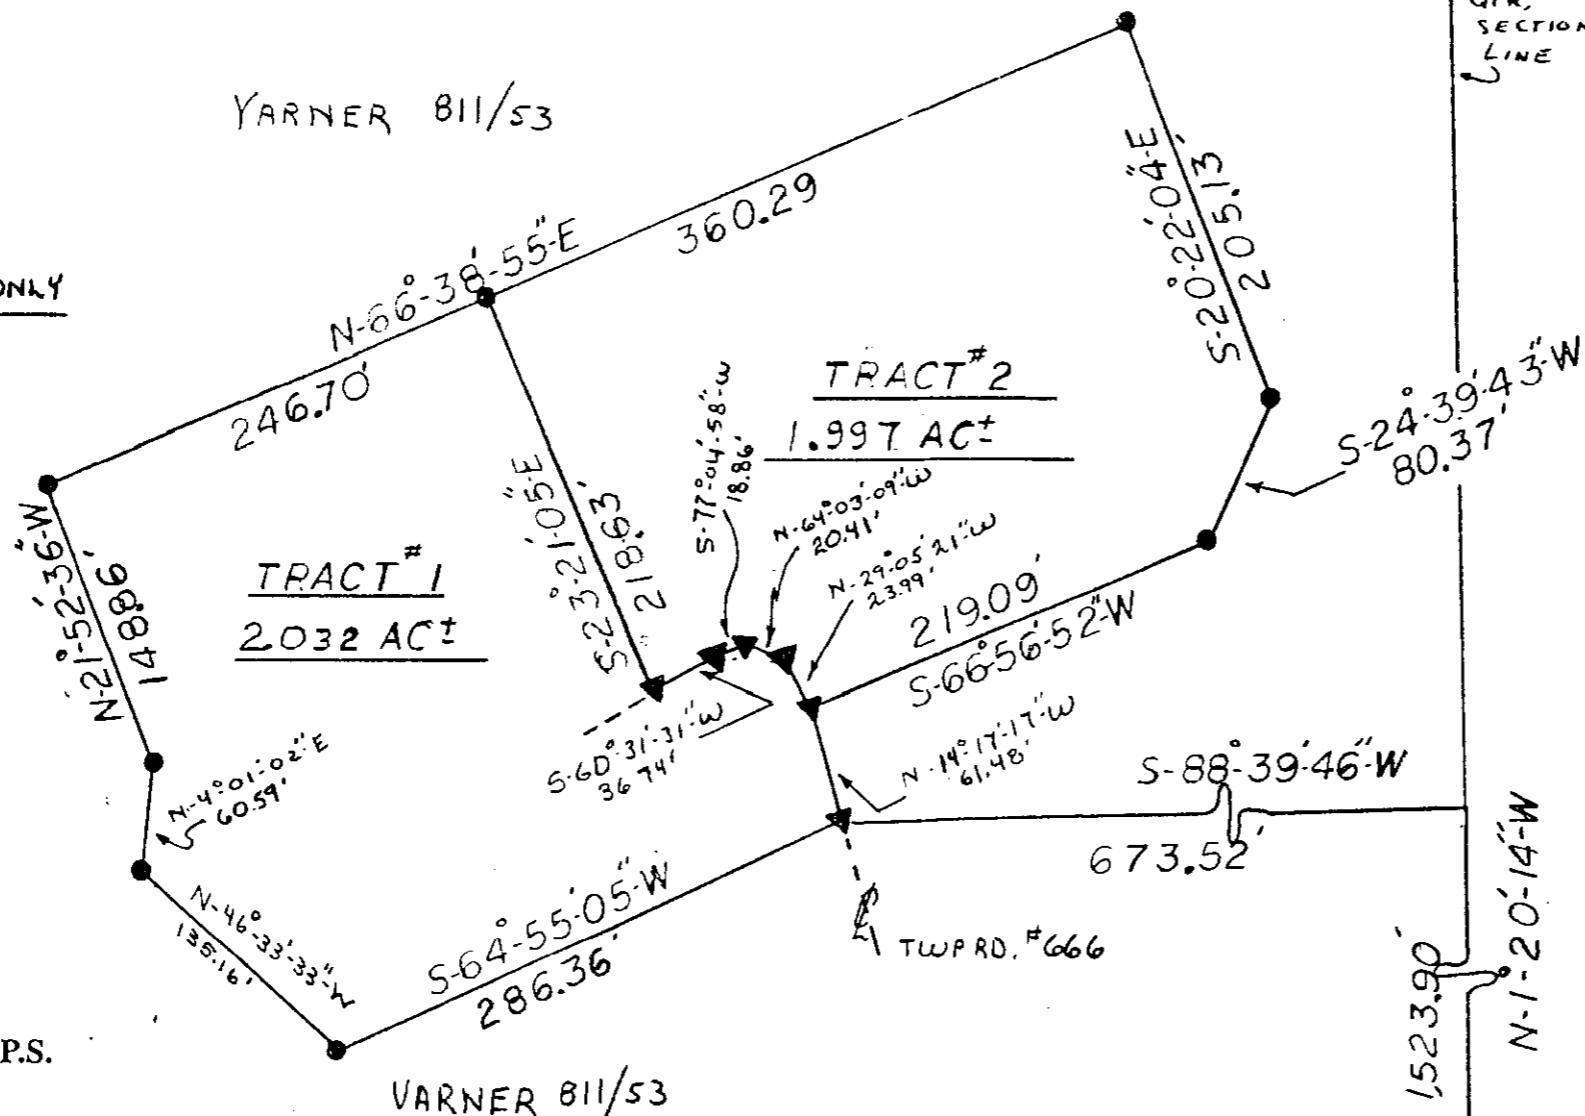 QTR.
SECTION
LINE
VARNER 811/53
ONLY
N-66°-38'-55"-E
360.29
246.70'
S-20°-22'-04"-E
205.13'
S-24°-39'-43"-W
80.37'
TRACT #2
1.997 AC±
S-77°-04'-58"-W
18.86'
N-64°-03'-09"-W
20.41'
N-29°-05'21"-W
23.99'
S-23°-21'-05"-E
218.63'
N-21°-52'-36"-W
148.86'
TRACT #1
2.032 AC±
219.09'
S-66°56'-52"-W
S-60°-31'-31"-W
36.74'
N-14°-17'-17"-W
61.48'
N-4°-01'-02"-E
60.59'
S-88°-39'-46"-W
673.52'
N-46°-33'-33"-W
135.16'
S-64°-55'-05"-W
286.36'
TWP RD. #666
1,523.90'
N-1°-20'-14"-W
P.S.
VARNER 811/53